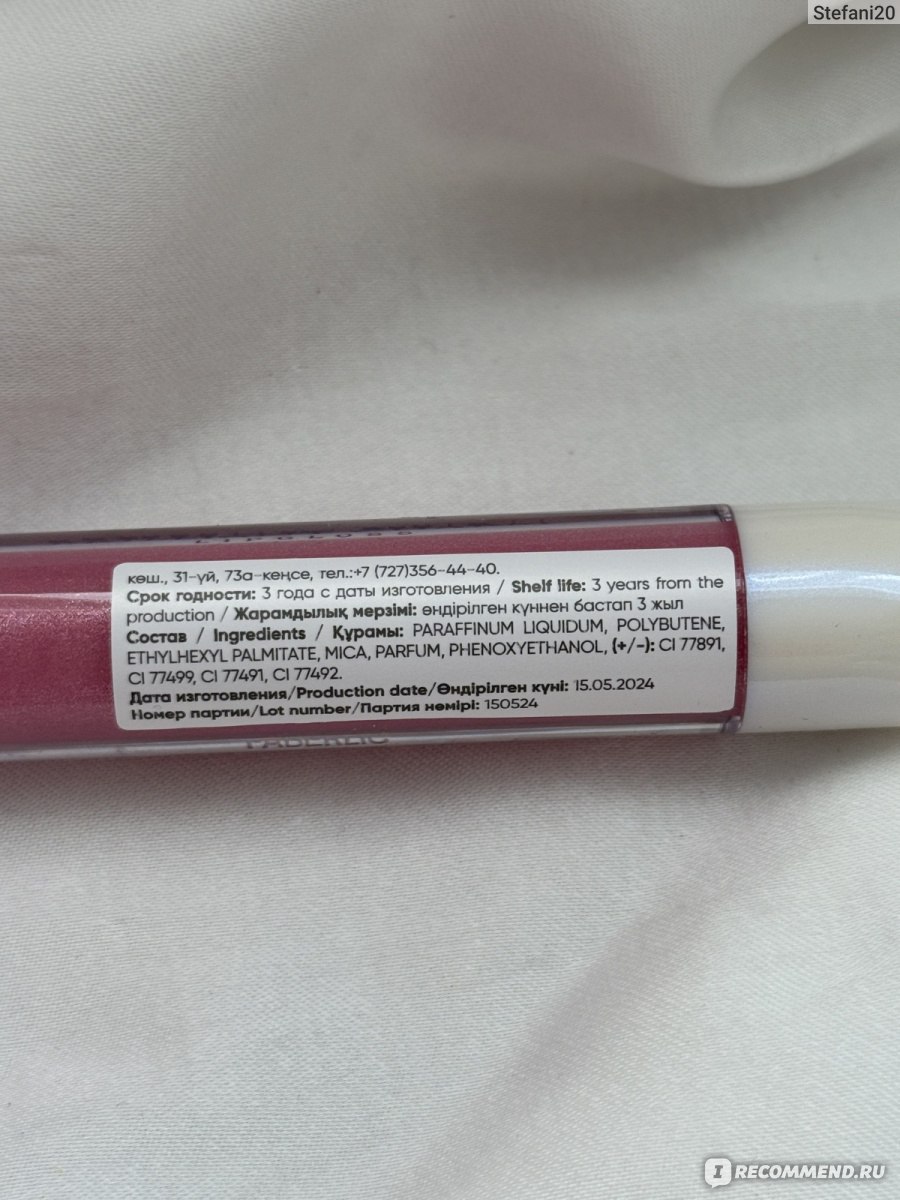 Stefani20
LIPGLOSS
көш., 31-үй, 73а-кеңсе, тел.:+7 (727)356-44-40.
Срок годности: 3 года с даты изготовления / Shelf life: 3 years from the
production / Жарамдылық мерзімі: өндірілген күннен бастап 3 жыл
Состав / Ingredients / Құрамы: PARAFFINUM LIQUIDUM, POLYBUTENE,
ETHYLHEXYL PALMITATE, MICA, PARFUM, PHENOXYETHANOL, (+/-): CI 77891,
CI 77499, CI 77491, CI 77492.
Дата изготовления/Production date/Өндірілген күні: 15.05.2024
Номер партии/Lot number/Партия нөмірі: 150524
FABERLIC
IRECOMMEND.RU